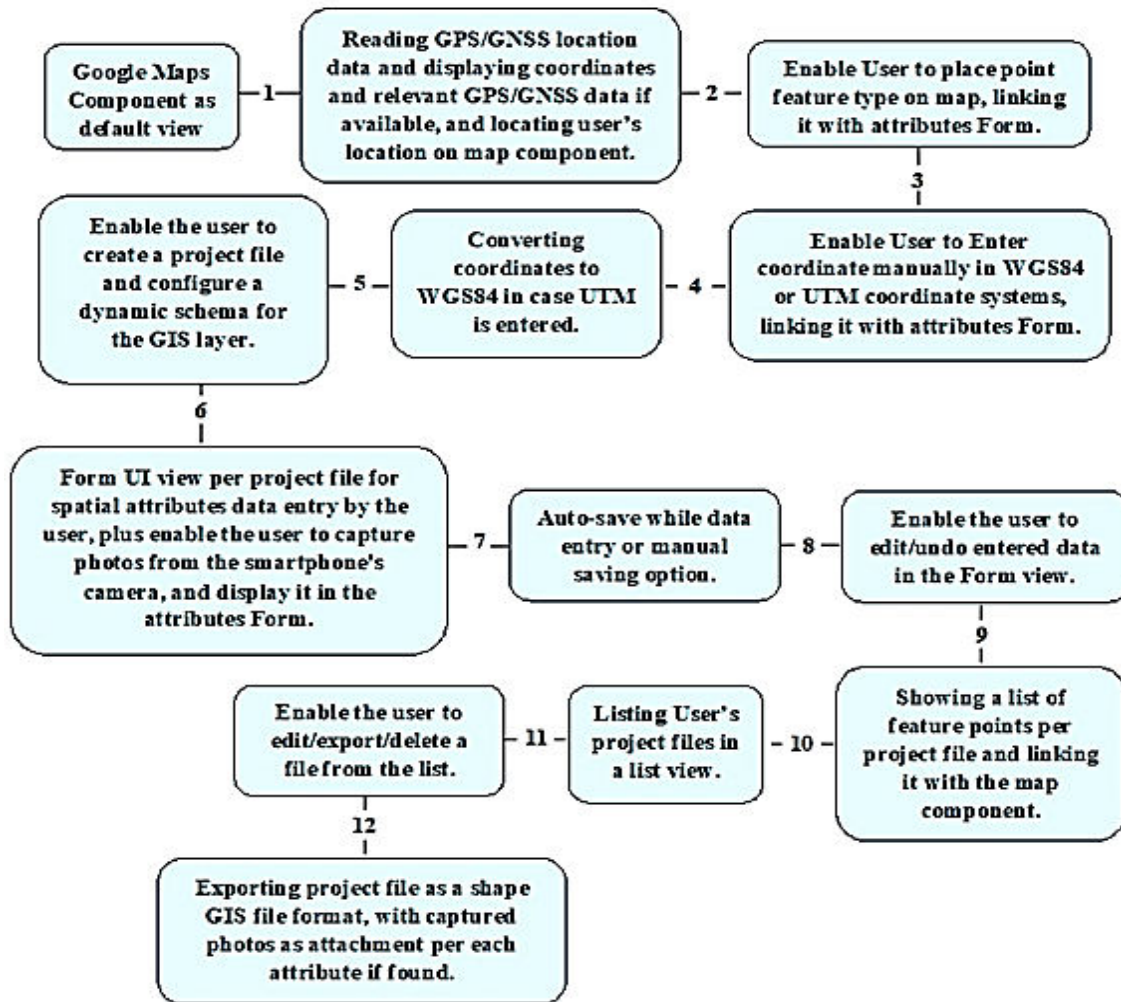 Google Maps
Component as
default view
1
Reading GPS/GNSS location
data and displaying coordinates
and relevant GPS/GNSS data if
available, and locating user's
location on map component.
2
Enable User to place point
feature type on map, linking
it with attributes Form.
3
Enable User to Enter
coordinate manually in WGS84
or UTM coordinate systems,
linking it with attributes Form.
4
Converting
coordinates to
WGS84 in case UTM
is entered.
5
Enable the user to
create a project file
and configure a
dynamic schema for
the GIS layer.
6
Form UI view per project file for
spatial attributes data entry by the
user, plus enable the user to capture
photos from the smartphone's
camera, and display it in the
attributes Form.
7
Auto-save while data
entry or manual
saving option.
8
Enable the user to
edit/undo entered data
in the Form view.
9
Showing a list of
feature points per
project file and linking
it with the map
component.
10
Listing User's
project files in
a list view.
11
Enable the user to
edit/export/delete a
file from the list.
12
Exporting project file as a shape
GIS file format, with captured
photos as attachment per each
attribute if found.